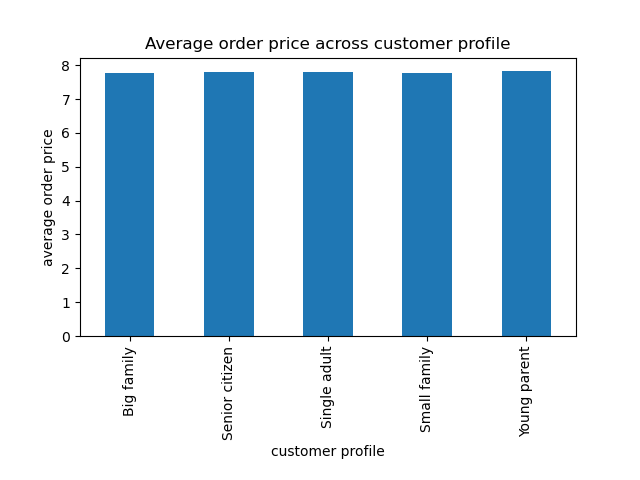 Average order price across customer profile
8
7
6
5
4
3
2
1
0
average order price
Big family
Senior citizen
Single adult
Small family
Young parent
customer profile